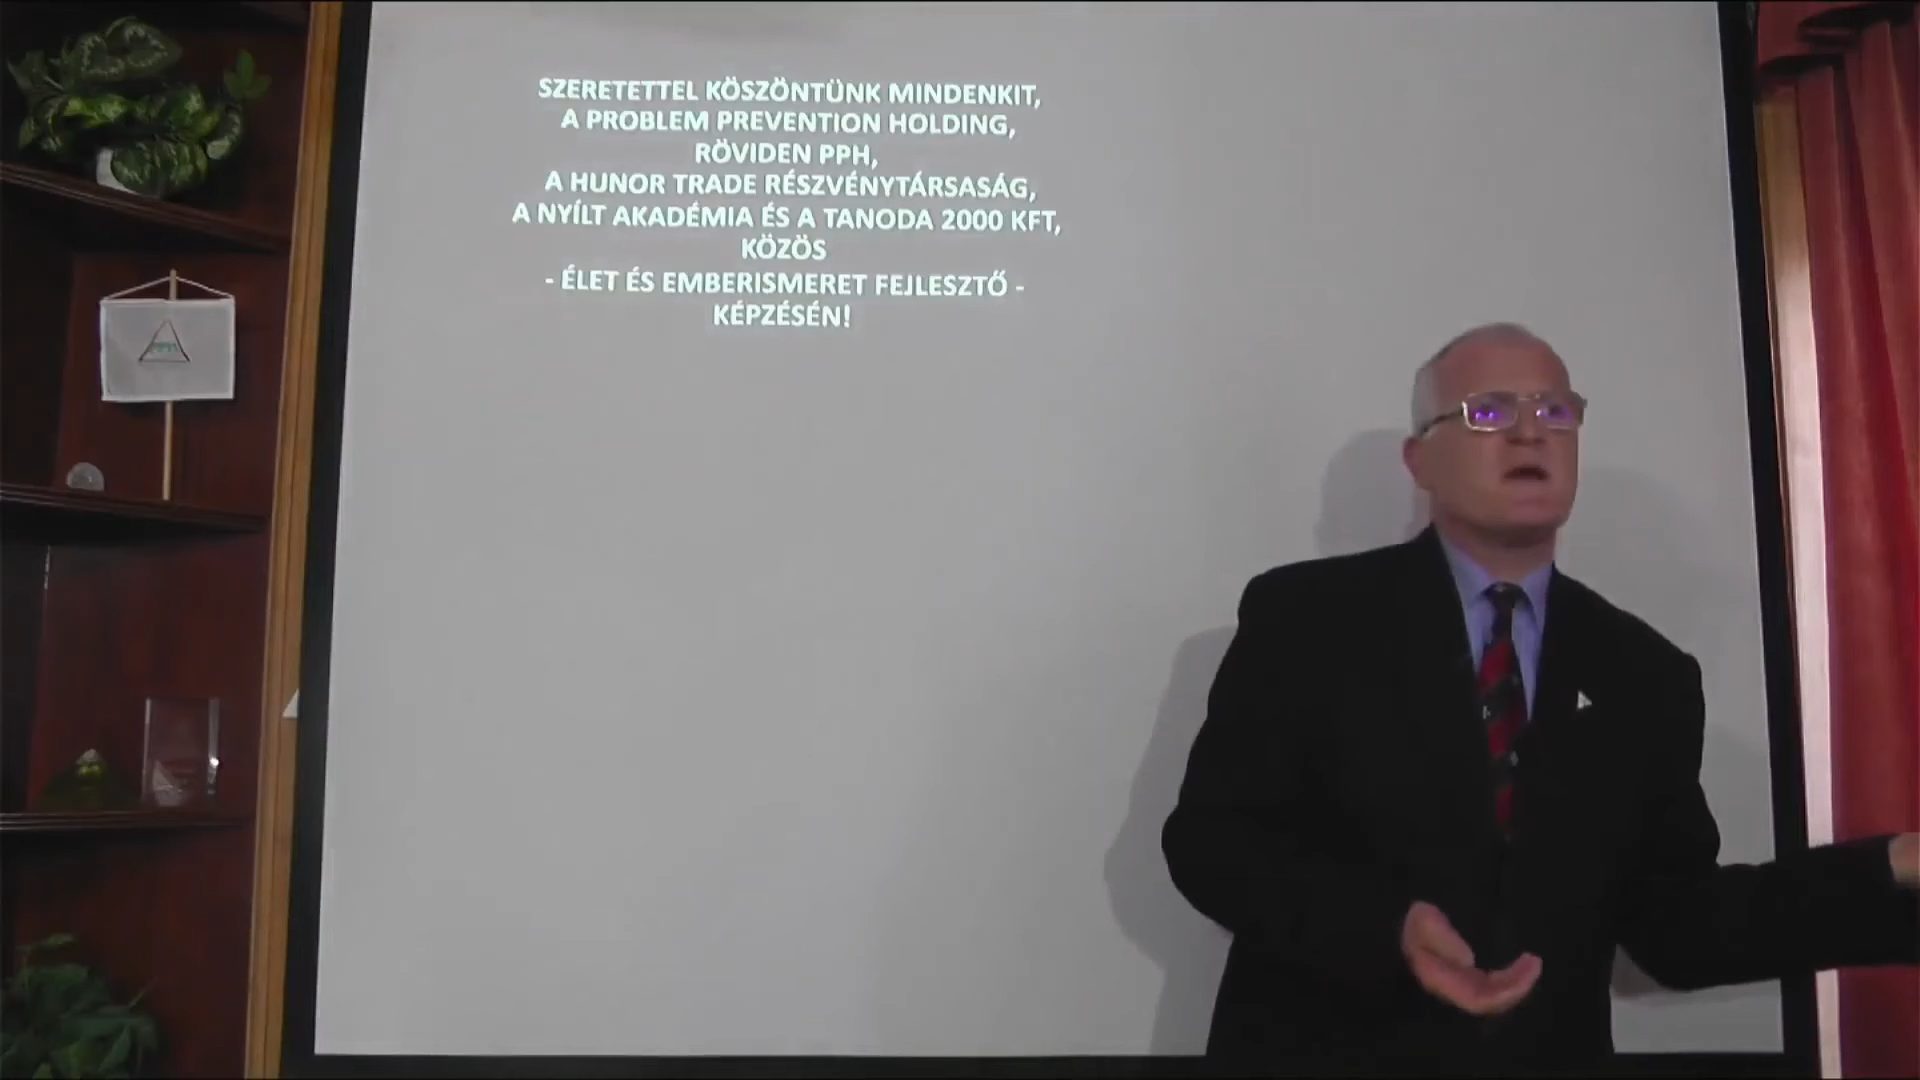 SZERETETTEL KÖSZÖNTÜNK MINDENKIT,
A PROBLEM PREVENTION HOLDING,
RÖVIDEN PPH,
A HUNOR TRADE RÉSZVÉNYTÁRSASÁG,
A NYÍLT AKADÉMIA ÉS A TANODA 2000 KFT,
KÖZÖS
- ÉLET ÉS EMBERISMERET FEJLESZTŐ -
KÉPZÉSÉN!